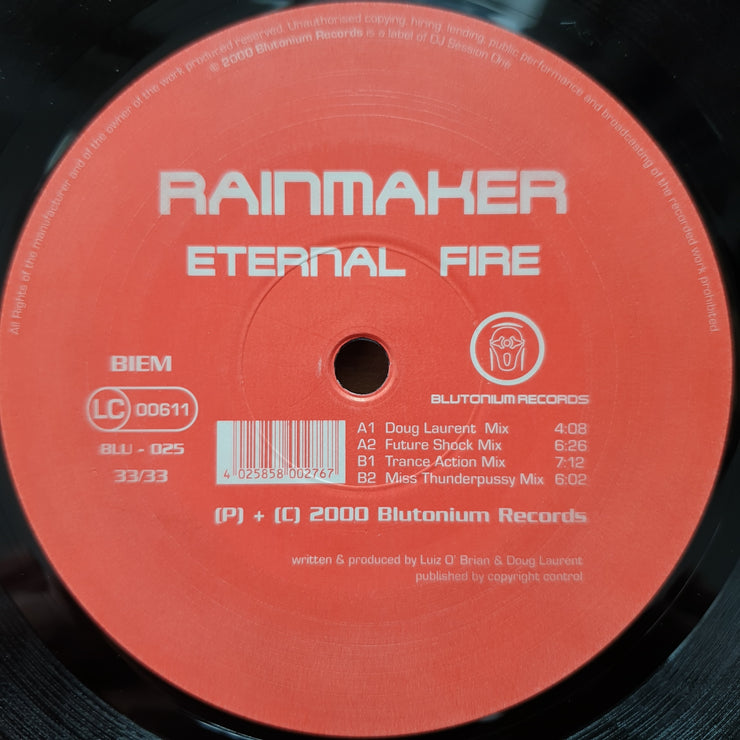 All Rights of the manufacturer and of the owner of the work produced reserved. Unauthorised copying, hiring, lending, public performance and broadcasting of the recorded work prohibited.
© 2000 Blutonium Records is a label of DJ Session One
RAINMAKER
ETERNAL FIRE
BIEM
LC 00611
BLU - 025
33/33
4 025858 002767
BLUTONIUM RECORDS
A1 Doug Laurent Mix 4:08
A2 Future Shock Mix 6:26
B1 Trance Action Mix 7:12
B2 Miss Thunderpussy Mix 6:02
(P) + (C) 2000 Blutonium Records
written & produced by Luiz O' Brian & Doug Laurent
published by copyright control